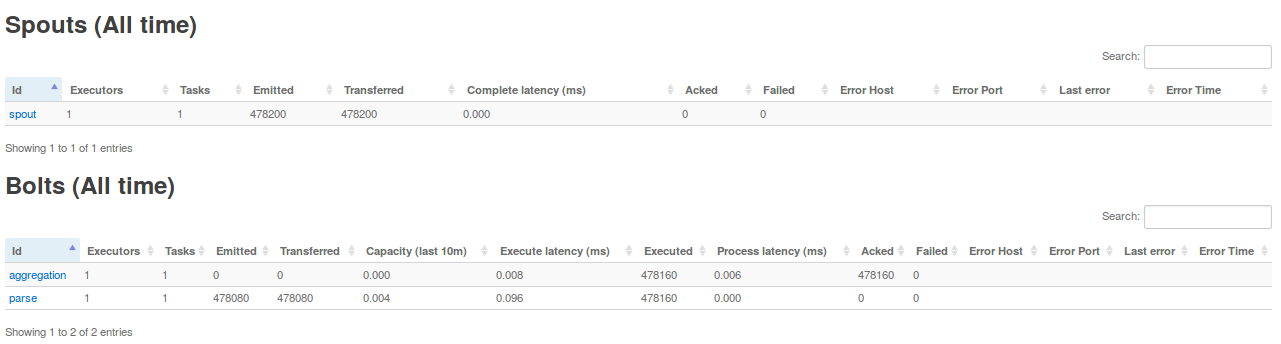 Spouts (All time)
Search:
Id Executors Tasks Emitted Transferred Complete latency (ms) Acked Failed Error Host Error Port Last error Error Time
spout 1 1 478200 478200 0.000 0 0
Showing 1 to 1 of 1 entries
Bolts (All time)
Search:
Id Executors Tasks Emitted Transferred Capacity (last 10m) Execute latency (ms) Executed Process latency (ms) Acked Failed Error Host Error Port Last error Error Time
aggregation 1 1 0 0 0.000 0.008 478160 0.006 478160 0
parse 1 1 478080 478080 0.004 0.096 478160 0.000 0 0
Showing 1 to 2 of 2 entries